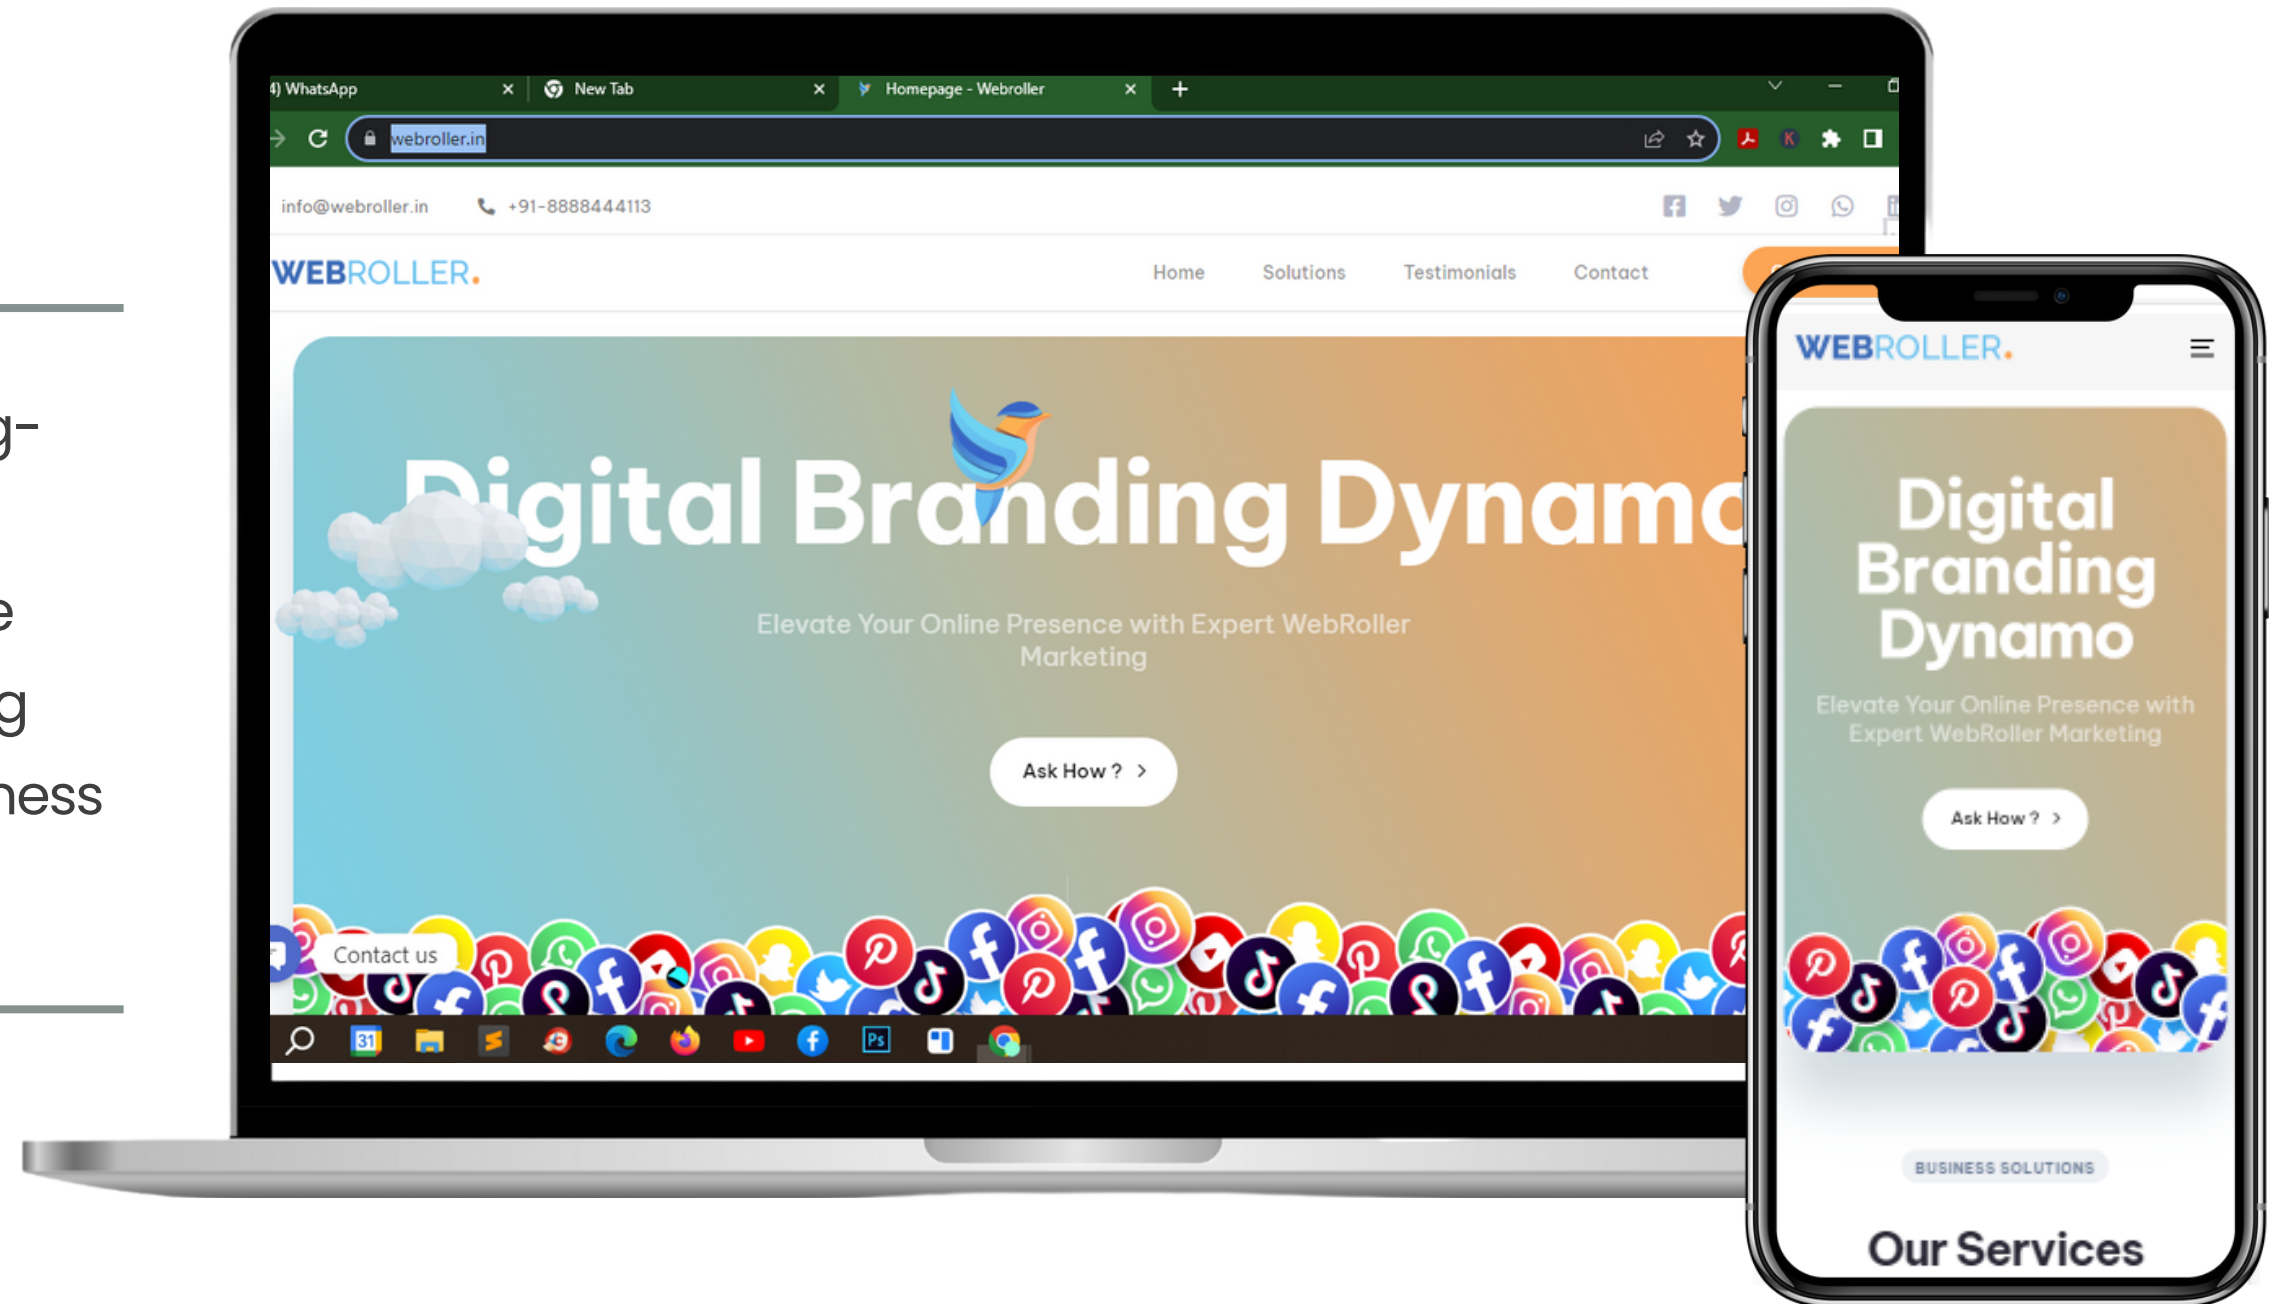 g-
e
g
ness
4) WhatsApp
New Tab
Homepage - Webroller
webroller.in
info@webroller.in
+91-8888444113
WEBROLLER.
Home
Solutions
Testimonials
Contact
Digital Branding Dynamo
Elevate Your Online Presence with Expert WebRoller
Marketing
Ask How ?
Contact us
31
Ps
WEBROLLER.
Digital
Branding
Dynamo
Elevate Your Online Presence with
Expert WebRoller Marketing
Ask How ?
BUSINESS SOLUTIONS
Our Services